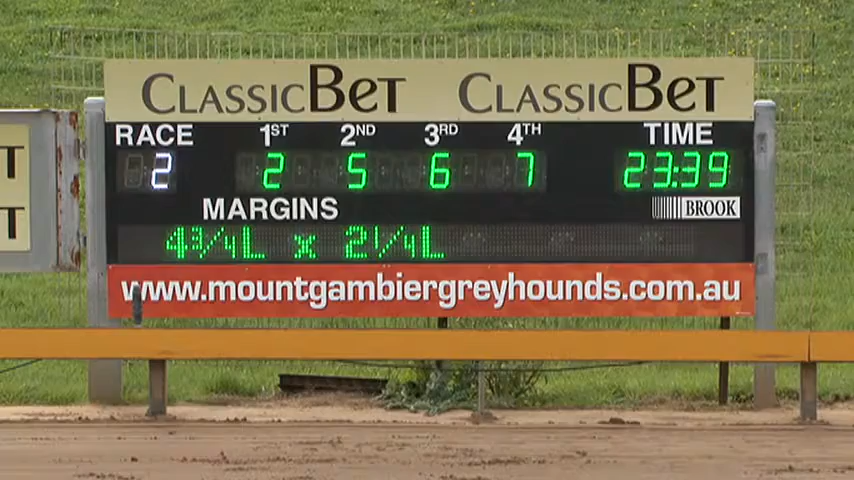 CLASSICBET CLASSICBET
RACE 1ST 2ND 3RD 4TH TIME
2 2 5 6 7 23:39
MARGINS BROOK
4¾L x 2¼L
www.mountgambiergreyhounds.com.au
T
T